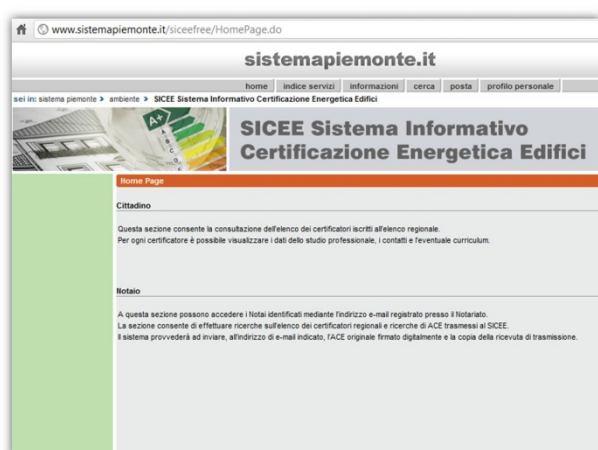 www.sistemapiemonte.it/siceefree/HomePage.do
sistemapiemonte.it
home indice servizi informazioni cerca posta profilo personale
sei in: sistema piemonte > ambiente > SICEE Sistema Informativo Certificazione Energetica Edifici
A+
SICEE Sistema Informativo
Certificazione Energetica Edifici
Home Page
Cittadino
Questa sezione consente la consultazione dell'elenco dei certificatori iscritti all'elenco regionale.
Per ogni certificatore è possibile visualizzare i dati dello studio professionale, i contatti e l'eventuale curriculum.
Notaio
A questa sezione possono accedere i Notai identificati mediante l'indirizzo e-mail registrato presso il Notariato.
La sezione consente di effettuare ricerche sull'elenco dei certificatori regionali e ricerche di ACE trasmessi al SICEE.
Il sistema provvederà ad inviare, all'indirizzo di e-mail indicato, l'ACE originale firmato digitalmente e la copia della ricevuta di trasmissione.